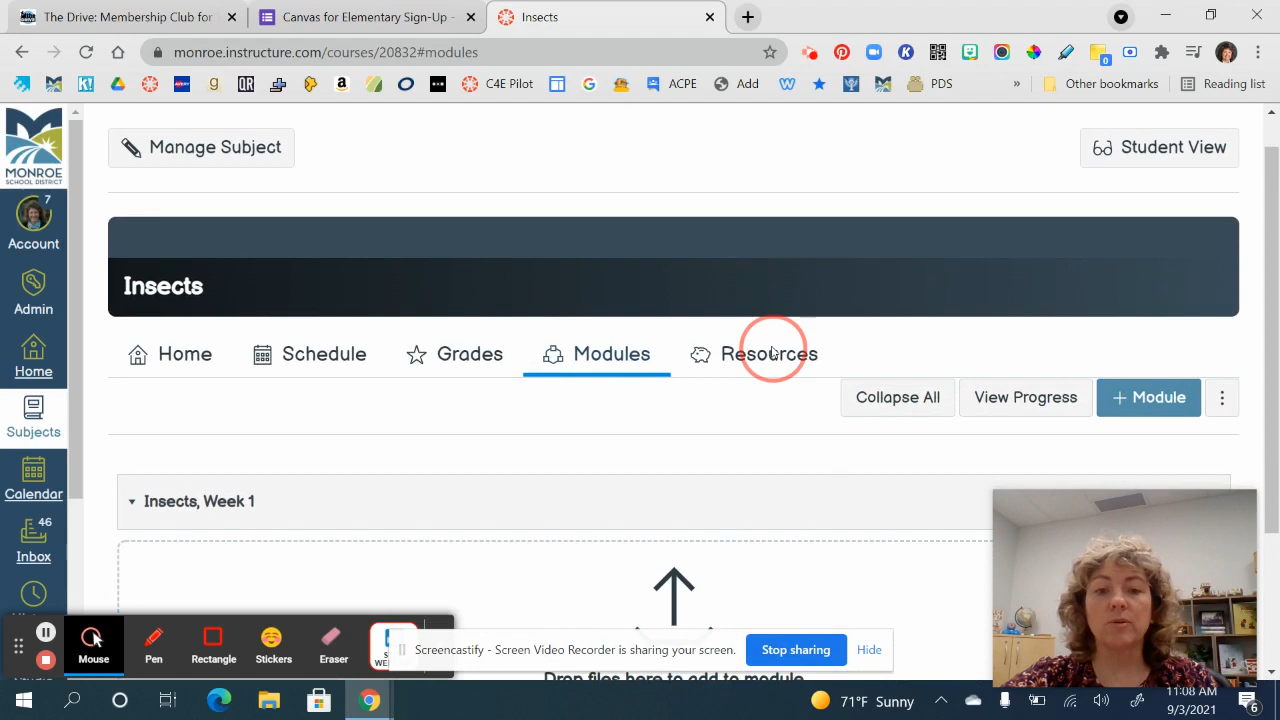 The Drive: Membership Club for
Canvas for Elementary Sign-Up -
Insects
monroe.instructure.com/courses/20832#modules
K!
g
QR
a
C4E Pilot
G
ACPE
Add
PDS
»
Other bookmarks
Reading list
0
MONROE
SCHOOL DISTRICT
7
Account
Admin
Home
Subjects
Calendar
46
Inbox
Manage Subject
Student View
Insects
Home
Schedule
Grades
Modules
Resources
Collapse All
View Progress
+ Module
Insects, Week 1
Drop files here to add to module
Mouse
Pen
Rectangle
Stickers
Eraser
Screencastify - Screen Video Recorder is sharing your screen.
Stop sharing
Hide
71°F Sunny
11:08 AM
9/3/2021
6